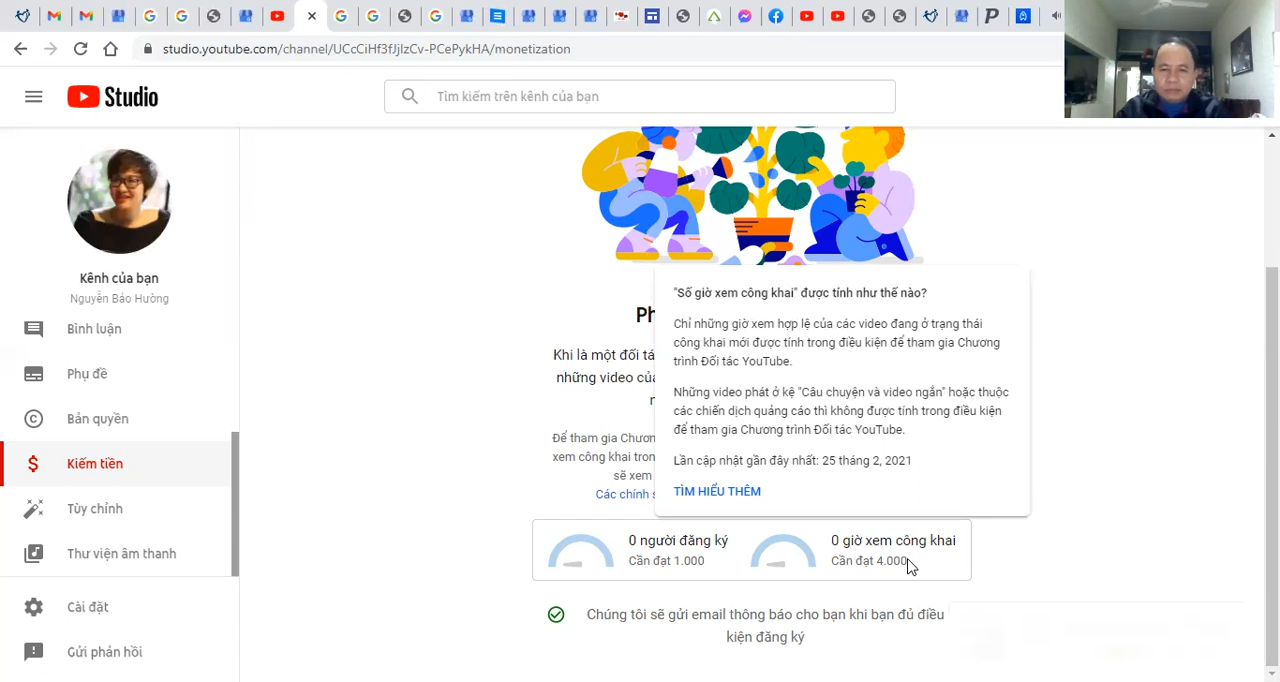 studio.youtube.com/channel/UCcCiHf3fJjIzCv-PCePykHA/monetization
Studio
Tìm kiếm trên kênh của bạn
Kênh của bạn
Nguyễn Bảo Hường
Bình luận
Phụ đề
Bản quyền
Kiếm tiền
Tùy chỉnh
Thư viện âm thanh
Cài đặt
Gửi phản hồi
Ph
Khi là một đối tá
những video của
Để tham gia Chươn
xem công khai tron
sẽ xem
Các chính s
"Số giờ xem công khai" được tính như thế nào?
Chỉ những giờ xem hợp lệ của các video đang ở trạng thái
công khai mới được tính trong điều kiện để tham gia Chương
trình Đối tác YouTube.
Những video phát ở kệ "Câu chuyện và video ngắn" hoặc thuộc
các chiến dịch quảng cáo thì không được tính trong điều kiện
để tham gia Chương trình Đối tác YouTube.
Lần cập nhật gần đây nhất: 25 tháng 2, 2021
TÌM HIỂU THÊM
0 người đăng ký
Cần đạt 1.000
0 giờ xem công khai
Cần đạt 4.000
Chúng tôi sẽ gửi email thông báo cho bạn khi bạn đủ điều
kiện đăng ký